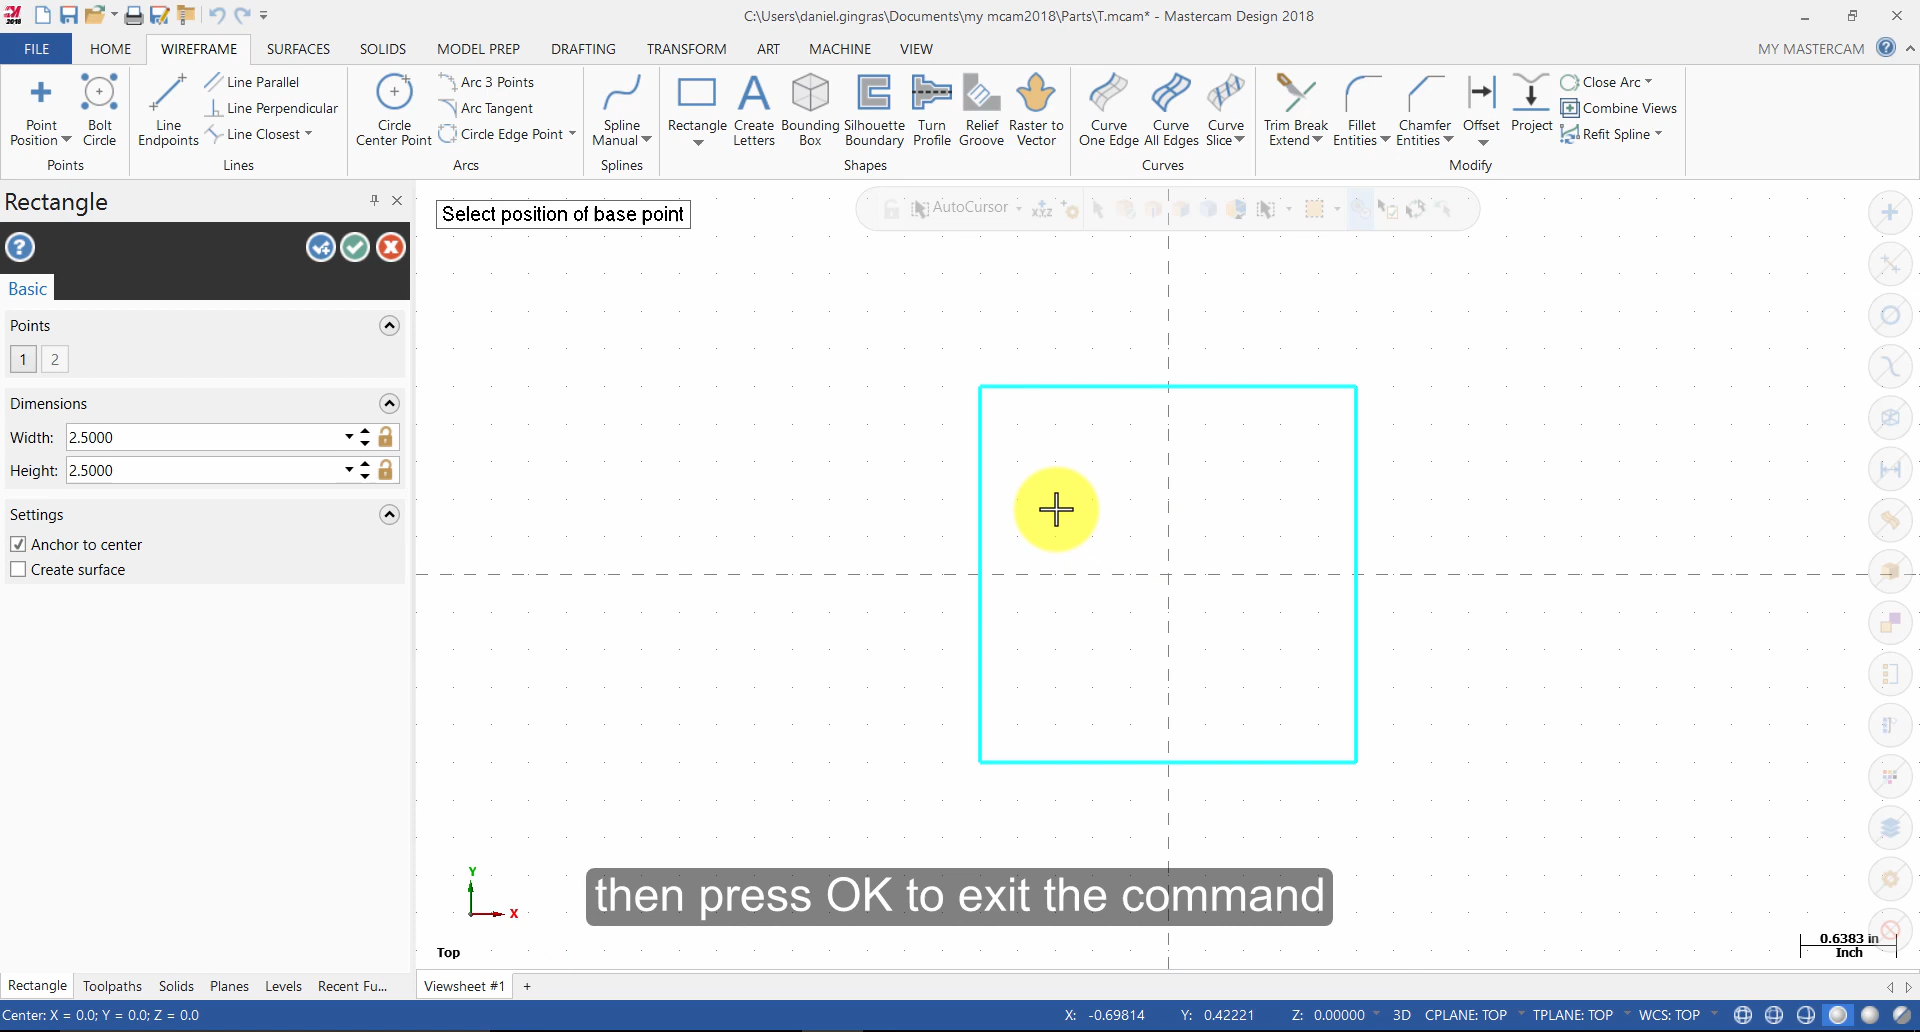 2018
C:\Users\daniel.gingras\Documents\my mcam2018\Parts\T.mcam* - Mastercam Design 2018
FILE HOME WIREFRAME SURFACES SOLIDS MODEL PREP DRAFTING TRANSFORM ART MACHINE VIEW MY MASTERCAM
Point Position
Bolt Circle
Points
Line Endpoints
Line Parallel
Line Perpendicular
Line Closest
Lines
Circle Center Point
Arc 3 Points
Arc Tangent
Circle Edge Point
Arcs
Spline Manual
Splines
Rectangle
Create Letters
Bounding Box
Silhouette Boundary
Turn Profile
Relief Groove
Raster to Vector
Shapes
Curve One Edge
Curve All Edges
Curve Slice
Curves
Trim Break Extend
Fillet Entities
Chamfer Entities
Offset
Project
Close Arc
Combine Views
Refit Spline
Modify
Rectangle
Basic
Points
1 2
Dimensions
Width: 2.5000
Height: 2.5000
Settings
Anchor to center
Create surface
Select position of base point
AutoCursor
XYZ
Y
X
Top
then press OK to exit the command
0.6383 in
Inch
Rectangle Toolpaths Solids Planes Levels Recent Fu...
Viewsheet #1 +
Center: X = 0.0; Y = 0.0; Z = 0.0
X: -0.69814 Y: 0.42221 Z: 0.00000 3D CPLANE: TOP TPLANE: TOP WCS: TOP